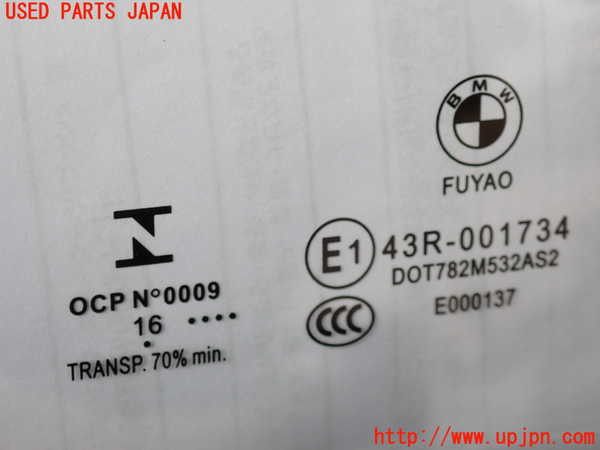 USED PARTS JAPAN
BMW
FUYAO
E1 43R-001734
DOT782M532AS2
E000137
CCC
OCP N°0009
16 ....
.
TRANSP. 70% min.
http://www.upjpn.com/